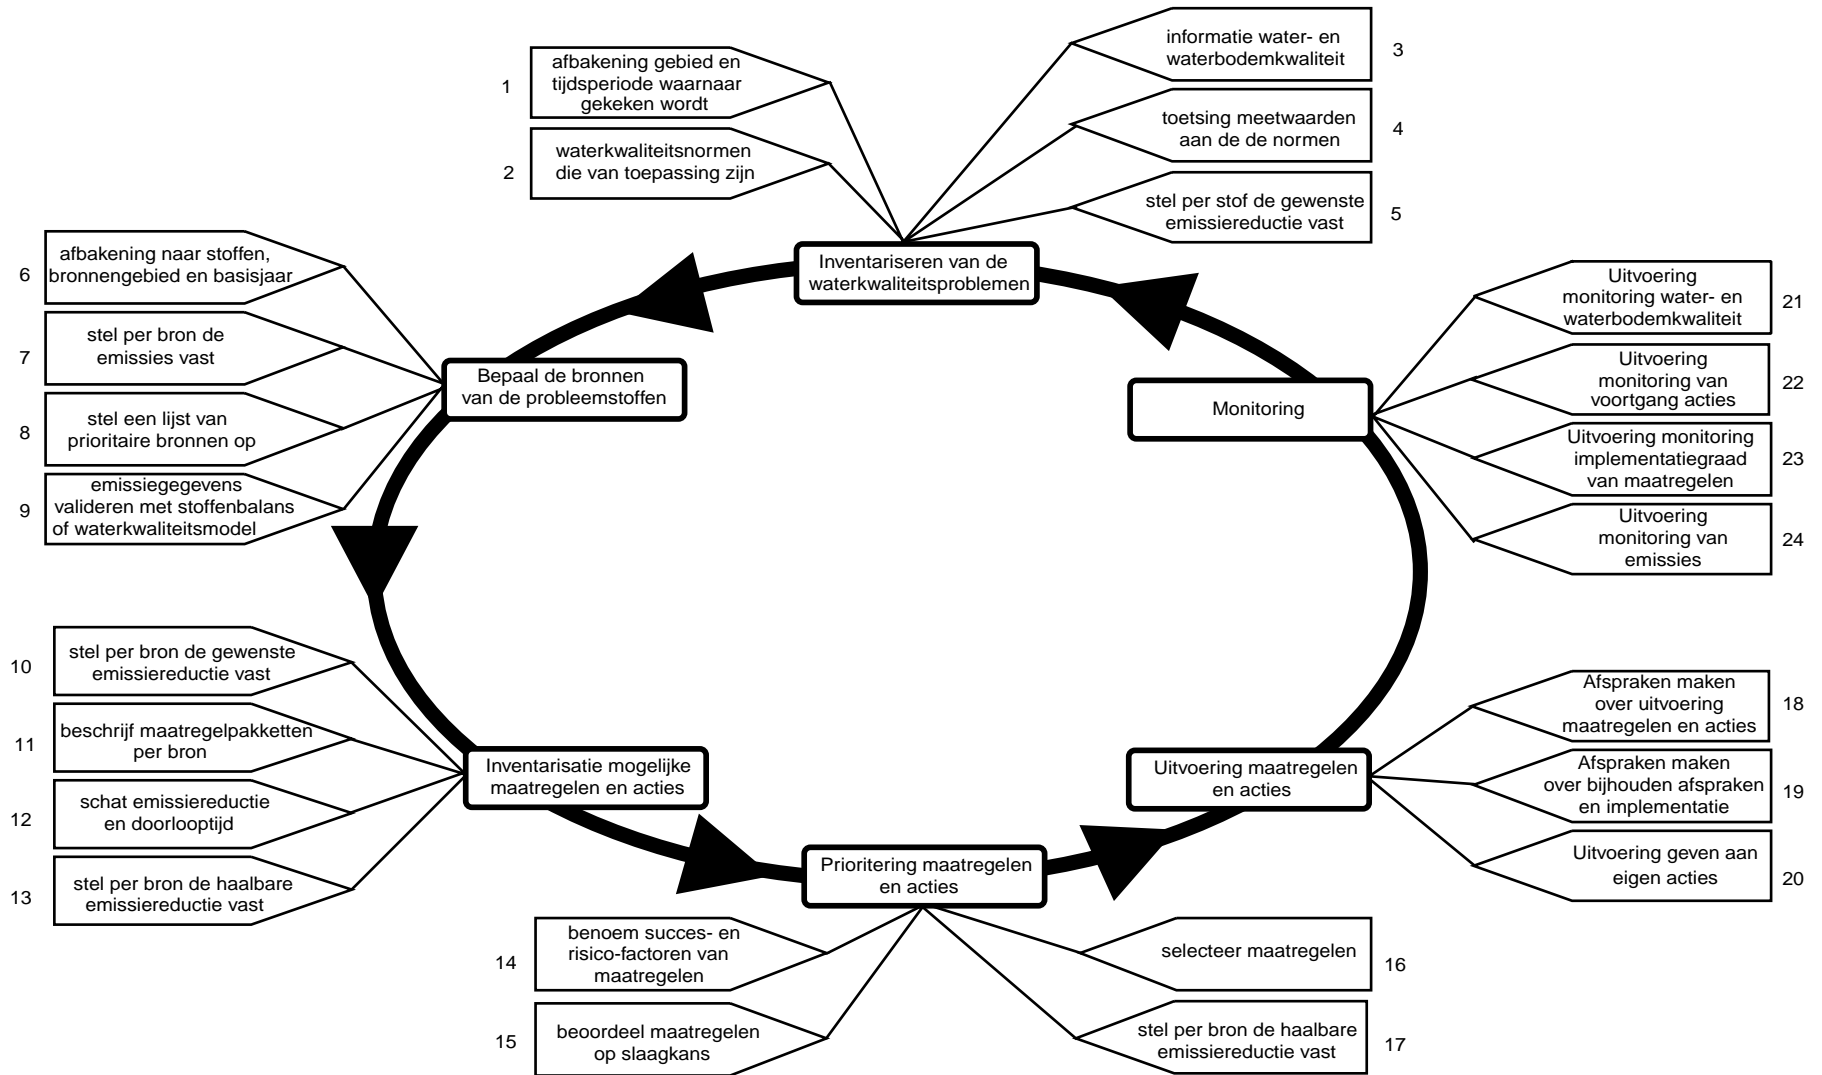 1
afbakening gebied en
tijdsperiode waarnaar
gekeken wordt
2
waterkwaliteitsnormen
die van toepassing zijn
informatie water- en
waterbodemkwaliteit
3
toetsing meetwaarden
aan de de normen
4
stel per stof de gewenste
emissiereductie vast
5
Inventariseren van de
waterkwaliteitsproblemen
6
afbakening naar stoffen,
bronnengebied en basisjaar
7
stel per bron de
emissies vast
8
stel een lijst van
prioritaire bronnen op
9
emissiegegevens
valideren met stoffenbalans
of waterkwaliteitsmodel
Bepaal de bronnen
van de probleemstoffen
Monitoring
Uitvoering
monitoring water- en
waterbodemkwaliteit
21
Uitvoering
monitoring van
voortgang acties
22
Uitvoering monitoring
implementatiegraad
van maatregelen
23
Uitvoering
monitoring van
emissies
24
10
stel per bron de gewenste
emissiereductie vast
11
beschrijf maatregelpakketten
per bron
12
schat emissiereductie
en doorlooptijd
13
stel per bron de haalbare
emissiereductie vast
Inventarisatie mogelijke
maatregelen en acties
Uitvoering maatregelen
en acties
Afspraken maken
over uitvoering
maatregelen en acties
18
Afspraken maken
over bijhouden afspraken
en implementatie
19
Uitvoering geven aan
eigen acties
20
Prioritering maatregelen
en acties
14
benoem succes- en
risico-factoren van
maatregelen
15
beoordeel maatregelen
op slaagkans
selecteer maatregelen
16
stel per bron de haalbare
emissiereductie vast
17